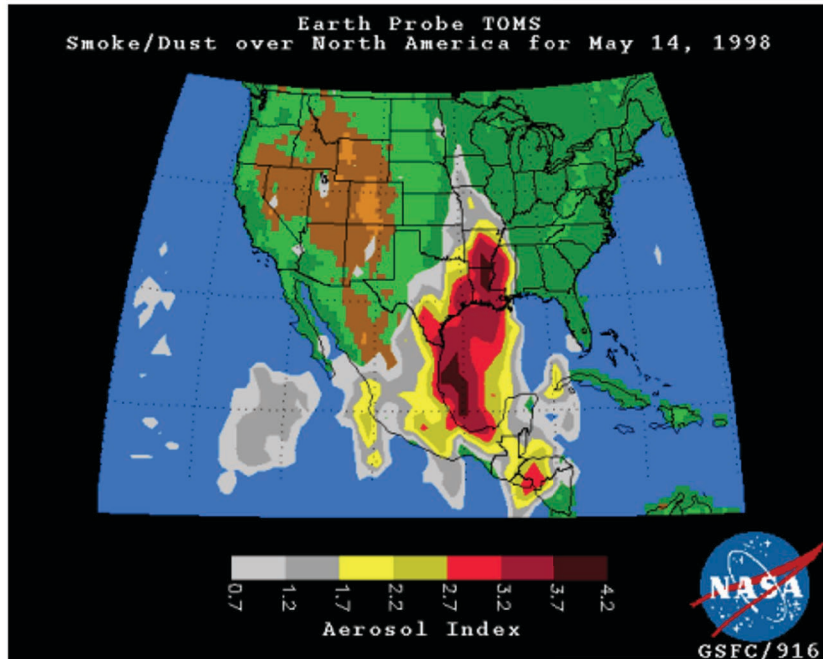 Earth Probe TOMS
Smoke/Dust over North America for May 14, 1998
0.7 1.2 1.7 2.2 2.7 3.2 3.7 4.2
Aerosol Index
NASA
GSFC/916